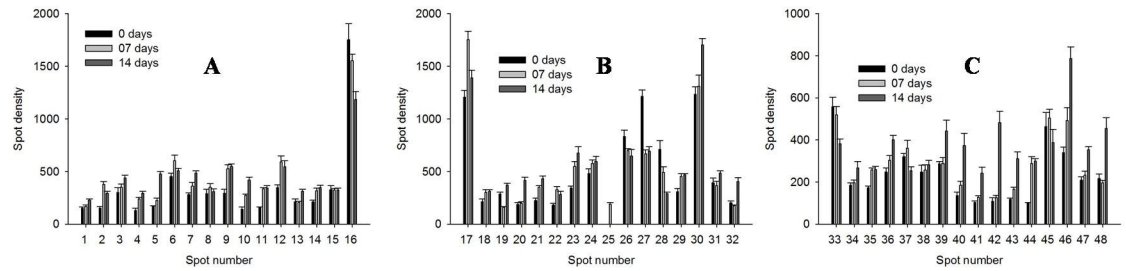 2000
1500
1000
500
0
Spot density
0 days
07 days
14 days
A
1 2 3 4 5 6 7 8 9 10 11 12 13 14 15 16
Spot number
2000
1500
1000
500
0
Spot density
0 days
07 days
14 days
B
17 18 19 20 21 22 23 24 25 26 27 28 29 30 31 32
Spot number
1000
800
600
400
200
0
Spot density
0 days
07 days
14 days
C
33 34 35 36 37 38 39 40 41 42 43 44 45 46 47 48
Spot number